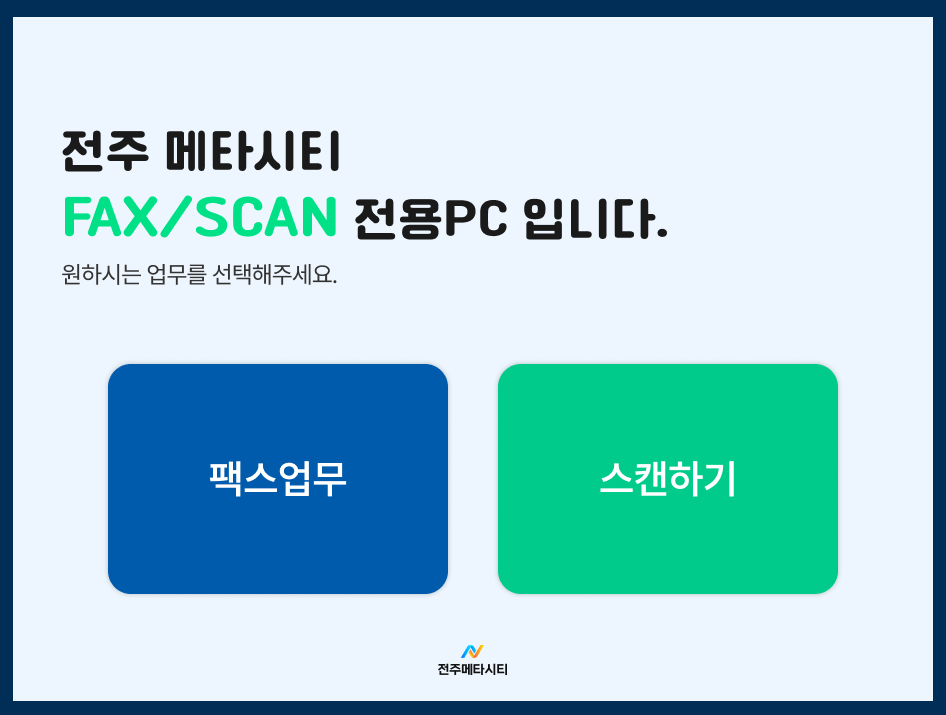 전주 메타시티
FAX/SCAN 전용PC 입니다.
원하시는 업무를 선택해주세요.
팩스업무
스캔하기
전주메타시티